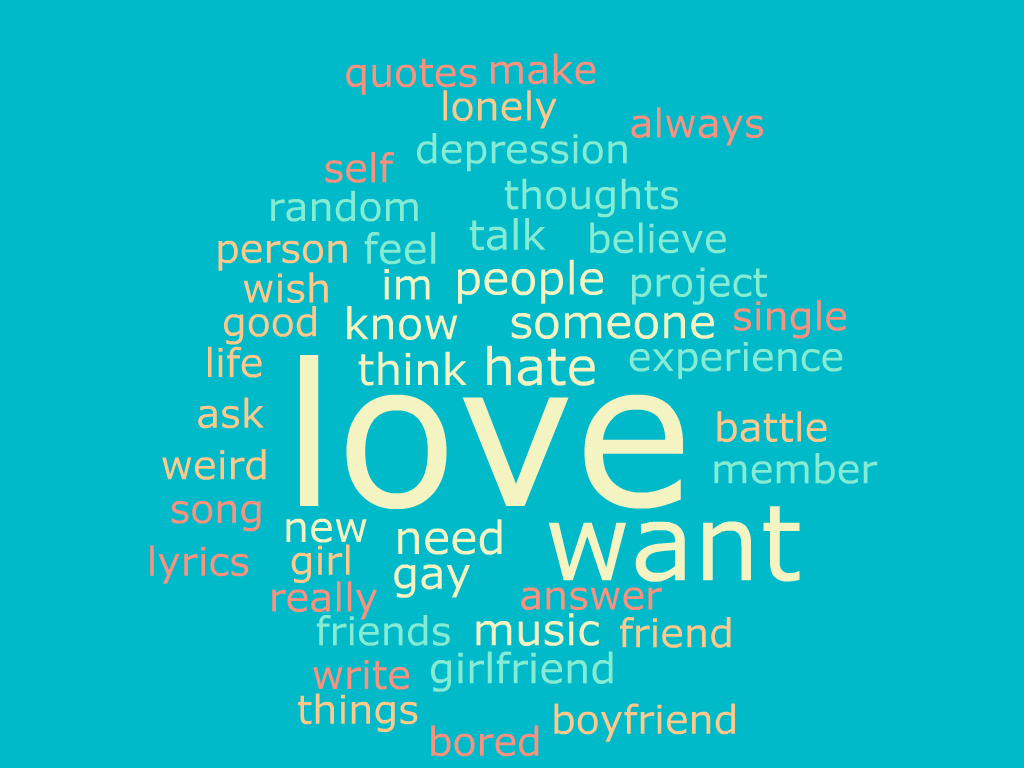 quotes make
lonely
always
depression
self
thoughts
random
talk believe
person feel
im people project
wish
good know someone single
life think hate experience
love
ask battle
weird member
song
new need want
lyrics girl gay
really answer
friends music friend
write girlfriend
things boyfriend
bored